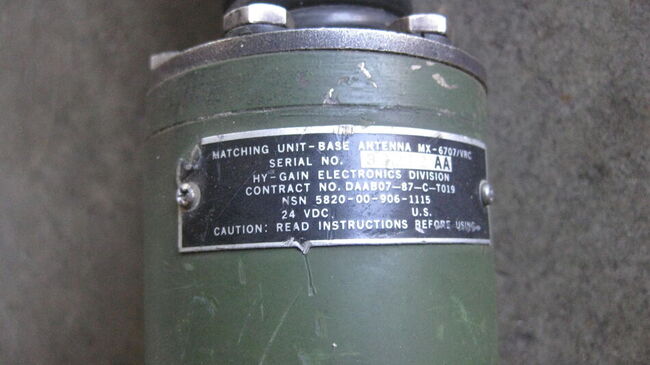 MATCHING UNIT-BASE ANTENNA MX-6707/VRC
SERIAL NO. AA
HY-GAIN ELECTRONICS DIVISION
CONTRACT NO. DAAB07-87-C-T019
NSN 5820-00-906-1115
24 VDC U.S.
CAUTION: READ INSTRUCTIONS BEFORE USING